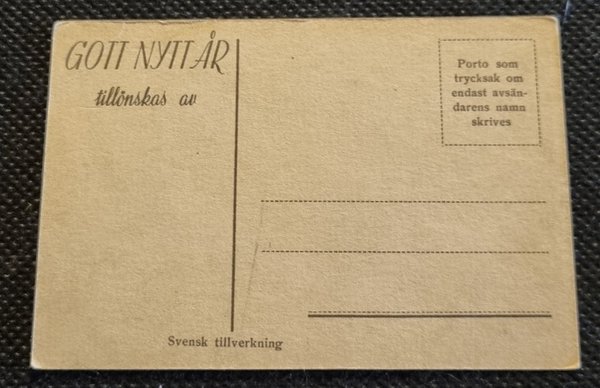 GOTT NYTT ÅR
tillönskas av
Porto som
trycksak om
endast avsän-
darens namn
skrives
Svensk tillverkning